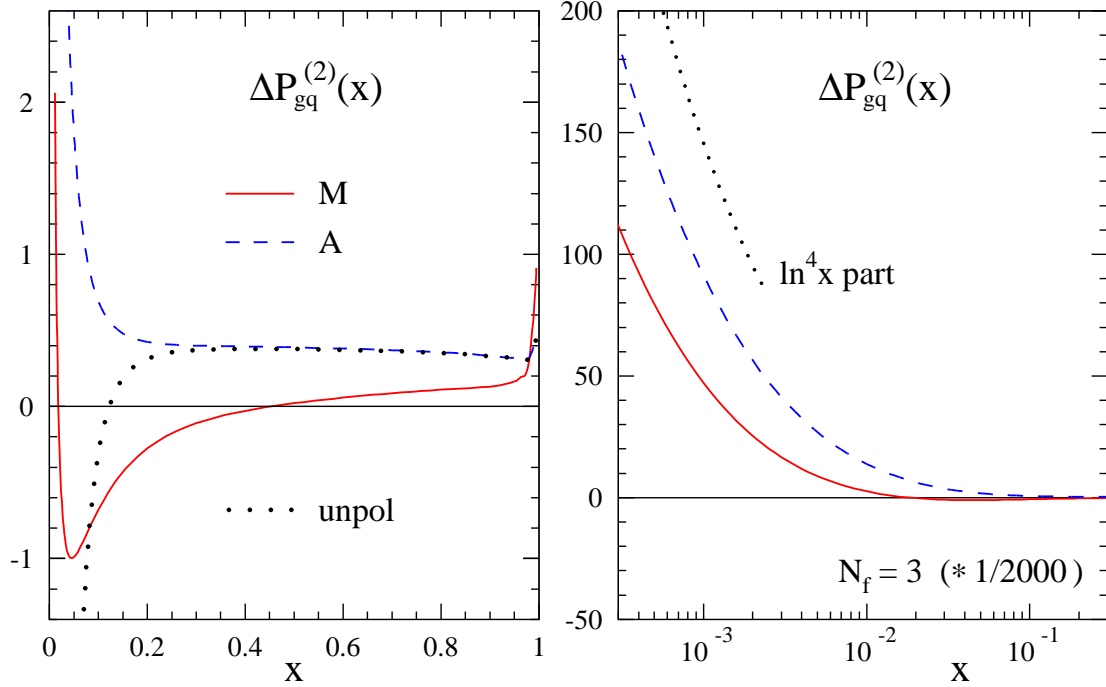 ΔP_gq^(2)(x)
2
1
0
-1
M
A
unpol
0 0.2 0.4 0.6 0.8 1
x
ΔP_gq^(2)(x)
200
150
100
50
0
-50
ln^4x part
N_f = 3 (* 1/2000)
10^-3 10^-2 10^-1
x